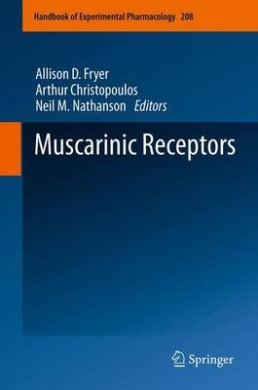 Handbook of Experimental Pharmacology 208
Allison D. Fryer
Arthur Christopoulos
Neil M. Nathanson Editors
Muscarinic Receptors
Springer